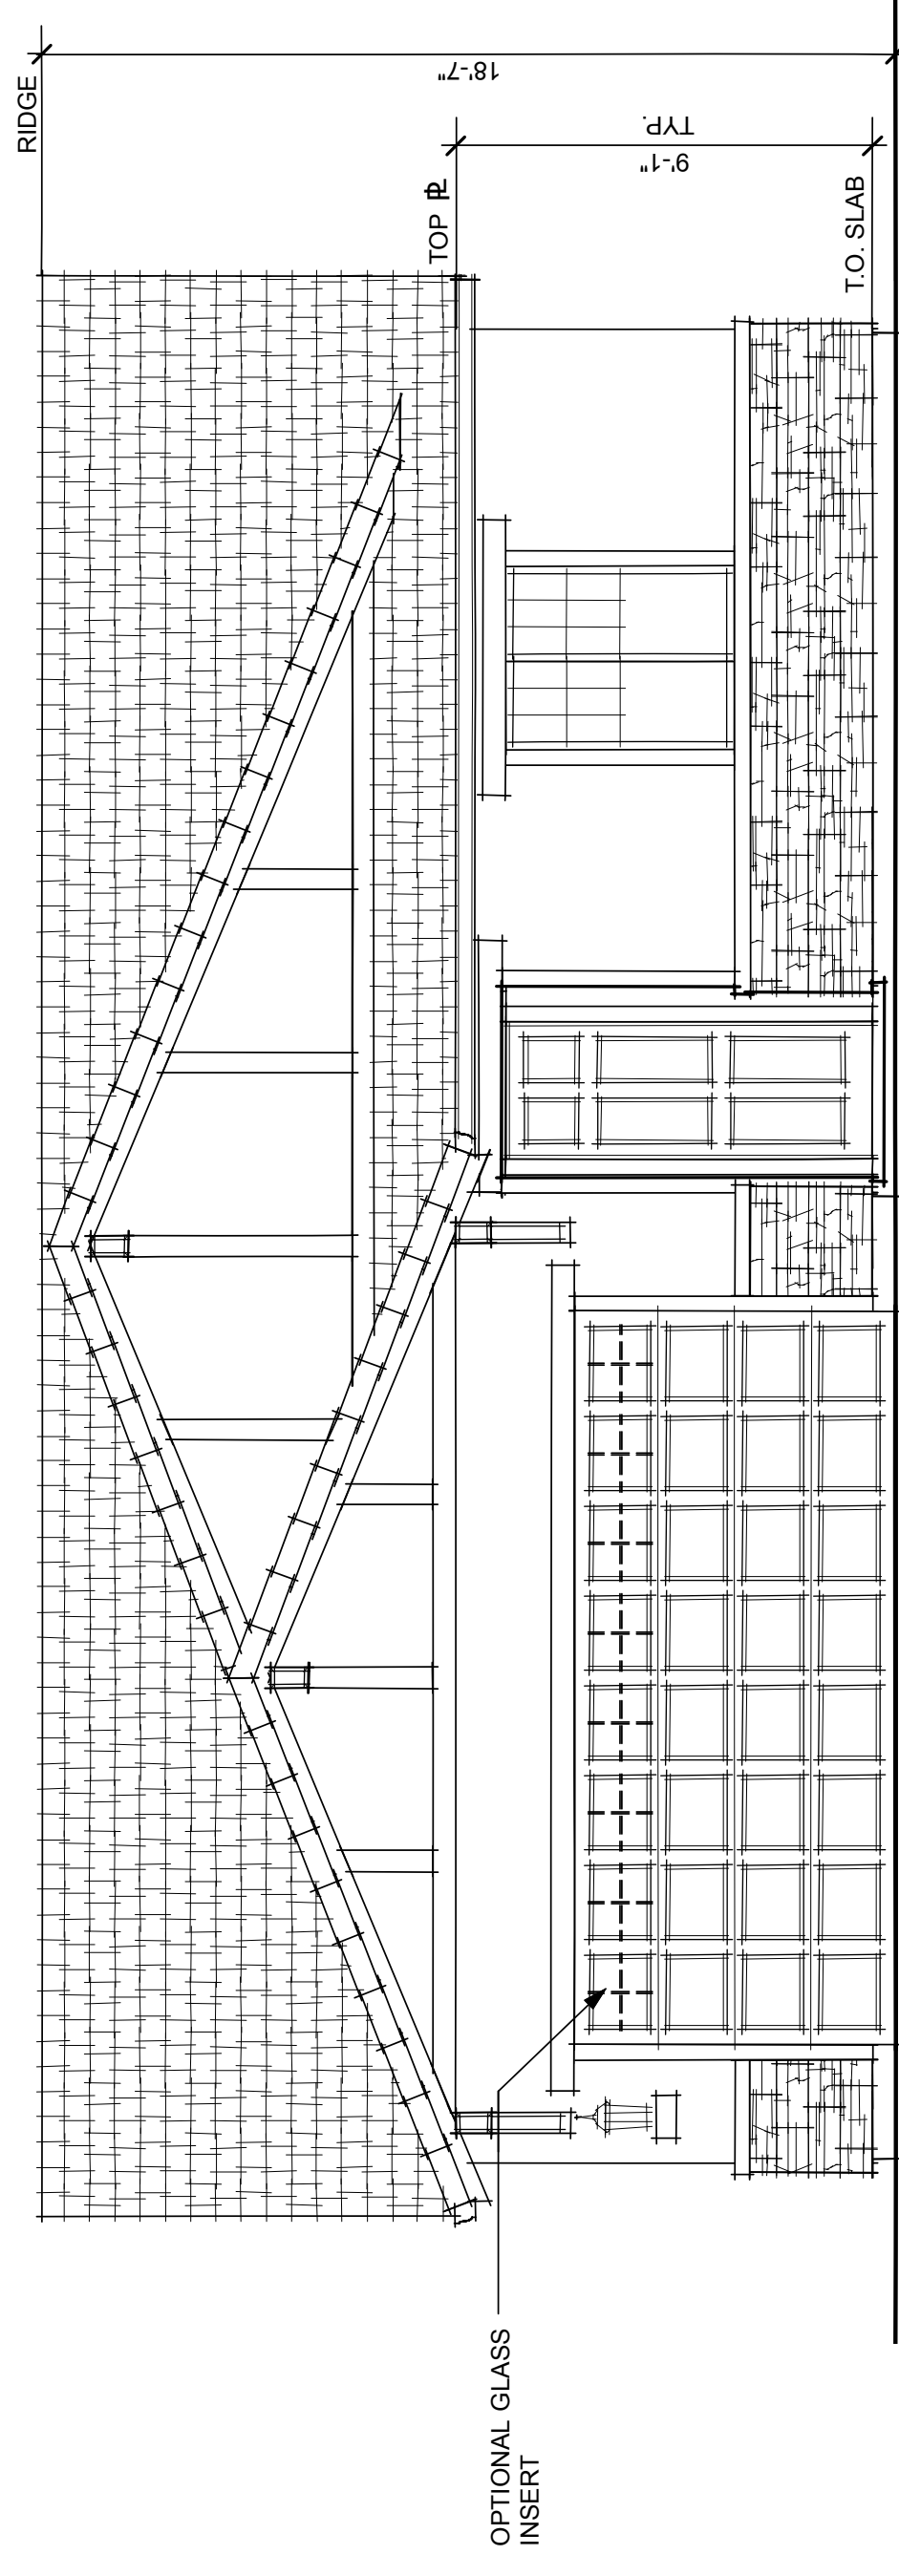 RIDGE
18'-7"
TOP PL
TYP.
9'-1"
T.O. SLAB
OPTIONAL GLASS
INSERT